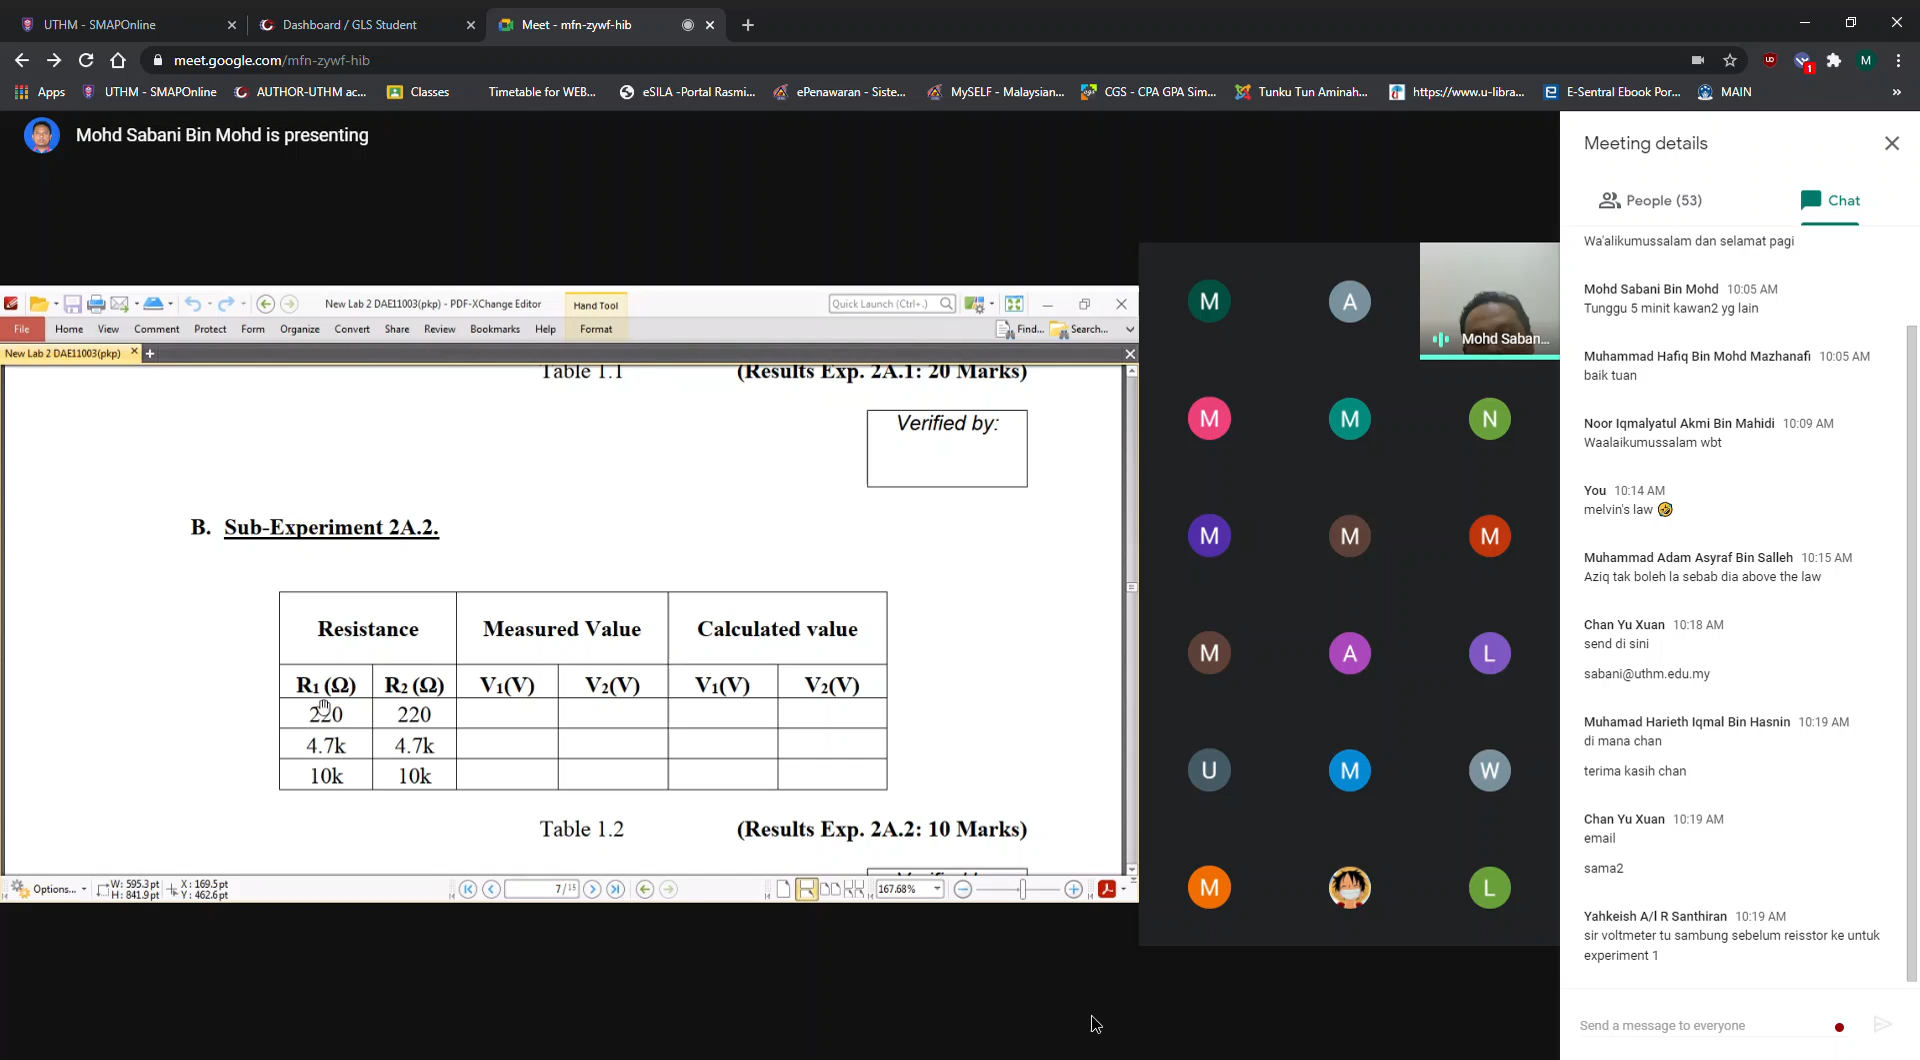 UTHM - SMAPOnline
Dashboard / GLS Student
Meet - mfn-zywf-hib
meet.google.com/mfn-zywf-hib
UD
1
M
Apps
UTHM - SMAPOnline
AUTHOR-UTHM ac...
Classes
Timetable for WEB...
eSILA -Portal Rasmi...
ePenawaran - Siste...
MySELF - Malaysian...
CGS - CPA GPA Sim...
Tunku Tun Aminah...
https://www.u-libra...
E-Sentral Ebook Por...
MAIN
»
Mohd Sabani Bin Mohd is presenting
New Lab 2 DAE11003(pkp) - PDF-XChange Editor
Hand Tool
Quick Launch (Ctrl+.)
File Home View Comment Protect Form Organize Convert Share Review Bookmarks Help Format
Find...
Search...
New Lab 2 DAE11003(pkp)
Table 1.1 (Results Exp. 2A.1: 20 Marks)
Verified by:
B. Sub-Experiment 2A.2.
Resistance Measured Value Calculated value
R1 (Ω) R2 (Ω) V1(V) V2(V) V1(V) V2(V)
220 220
4.7k 4.7k
10k 10k
Table 1.2 (Results Exp. 2A.2: 10 Marks)
Options...
W: 595.3pt
H: 841.9pt
X: 169.5pt
Y: 462.6pt
7/15
167.68%
M A
Mohd Saban...
M M N
M M M
M A L
U M W
M L
Meeting details
People (53)
Chat
Wa'alikumussalam dan selamat pagi
Mohd Sabani Bin Mohd 10:05 AM
Tunggu 5 minit kawan2 yg lain
Muhammad Hafiq Bin Mohd Mazhanafi 10:05 AM
baik tuan
Noor Iqmalyatul Akmi Bin Mahidi 10:09 AM
Waalaikumussalam wbt
You 10:14 AM
melvin's law 🤣
Muhammad Adam Asyraf Bin Salleh 10:15 AM
Aziq tak boleh la sebab dia above the law
Chan Yu Xuan 10:18 AM
send di sini
sabani@uthm.edu.my
Muhamad Harieth Iqmal Bin Hasnin 10:19 AM
di mana chan
terima kasih chan
Chan Yu Xuan 10:19 AM
email
sama2
Yahkeish A/l R Santhiran 10:19 AM
sir voltmeter tu sambung sebelum reisstor ke untuk
experiment 1
Send a message to everyone